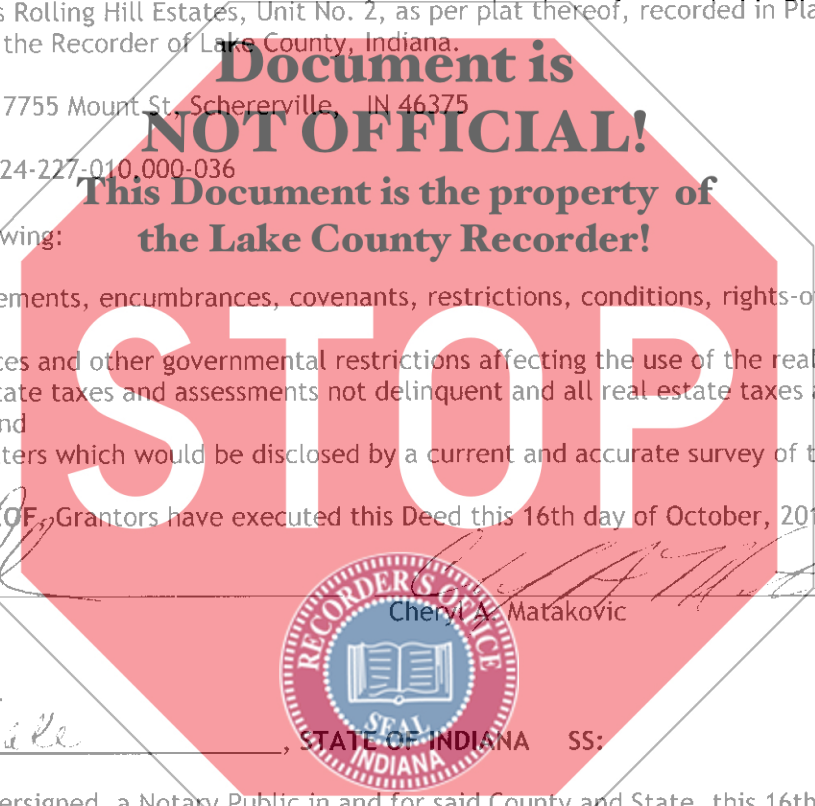 s Rolling Hill Estates, Unit No. 2, as per plat thereof, recorded in Pla
the Recorder of Lake County, Indiana.
Document is
7755 Mount St, Schererville, IN 46375
NOT OFFICIAL!
24-227-010.000-036
This Document is the property of
wing:
the Lake County Recorder!
ements, encumbrances, covenants, restrictions, conditions, rights-o
STOP
ces and other governmental restrictions affecting the use of the real
tate taxes and assessments not delinquent and all real estate taxes a
nd
ters which would be disclosed by a current and accurate survey of t
OF, Grantors have executed this Deed this 16th day of October, 201
Cheryl A. Matakovic
RECORDER'S OFFICE
SEAL
INDIANA
, STATE OF INDIANA SS:
ersigned, a Notary Public in and for said County and State, this 16th